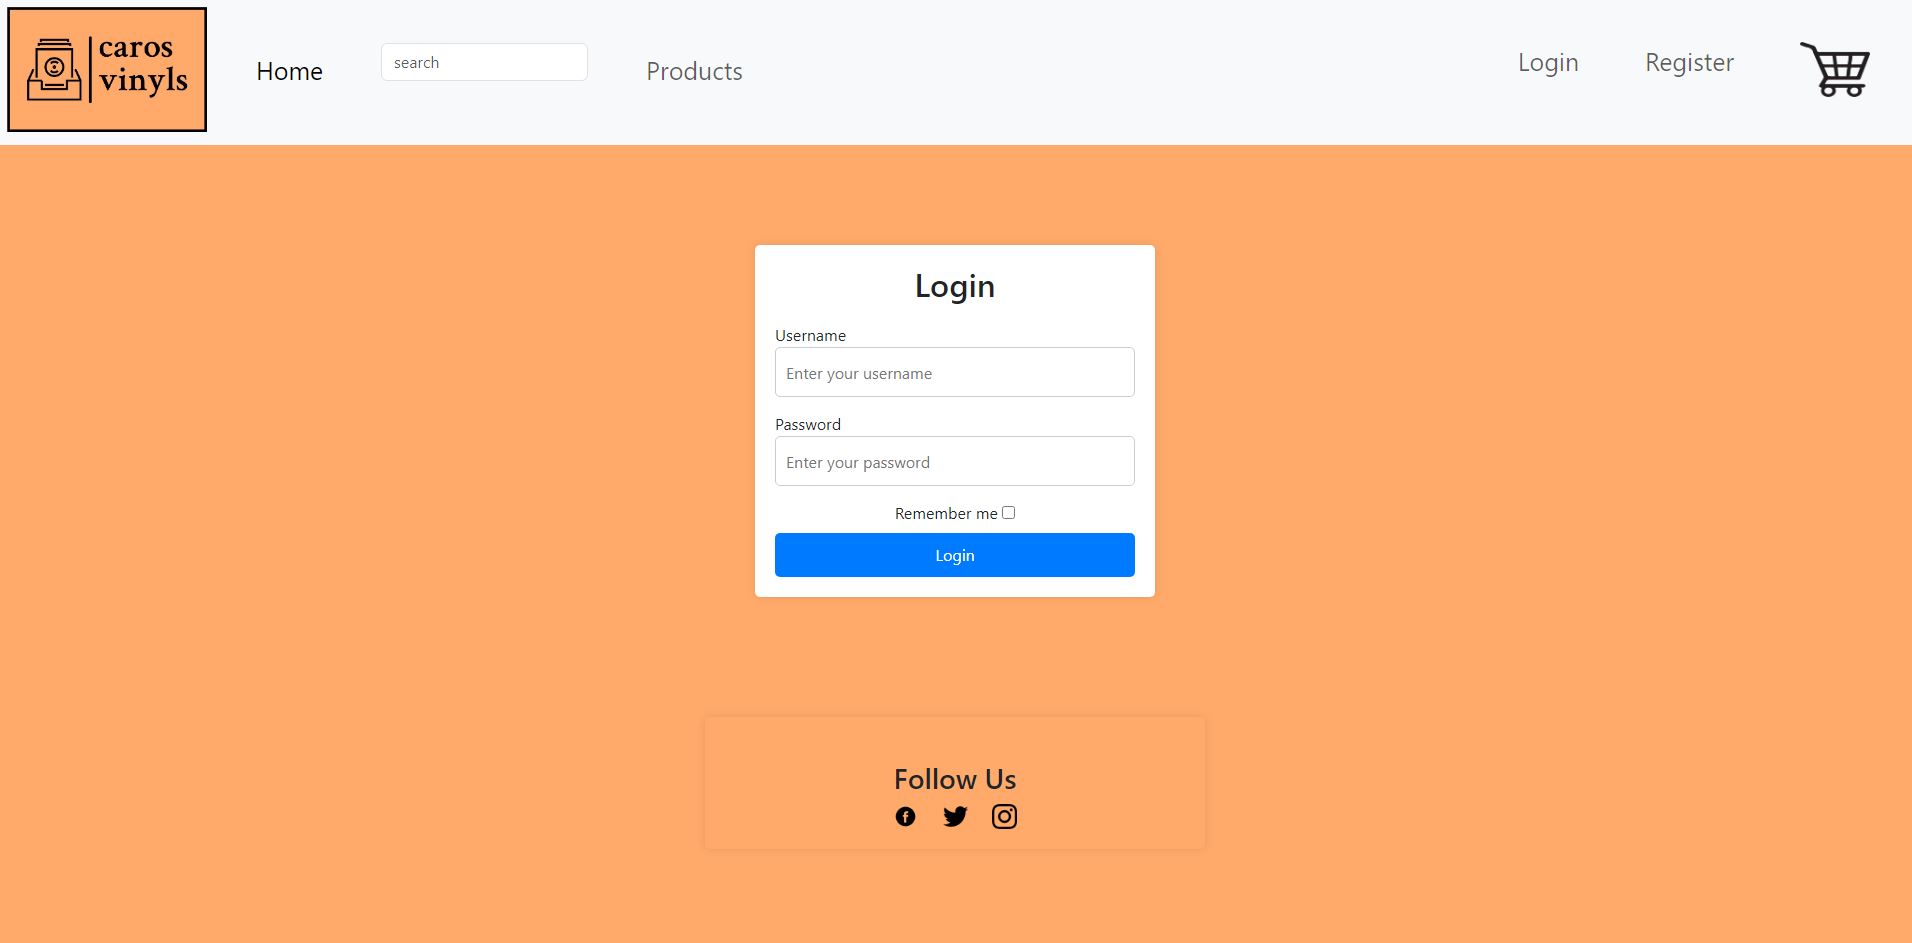 caros
vinyls
Home
search
Products
Login
Register
Login
Username
Enter your username
Password
Enter your password
Remember me
Login
Follow Us